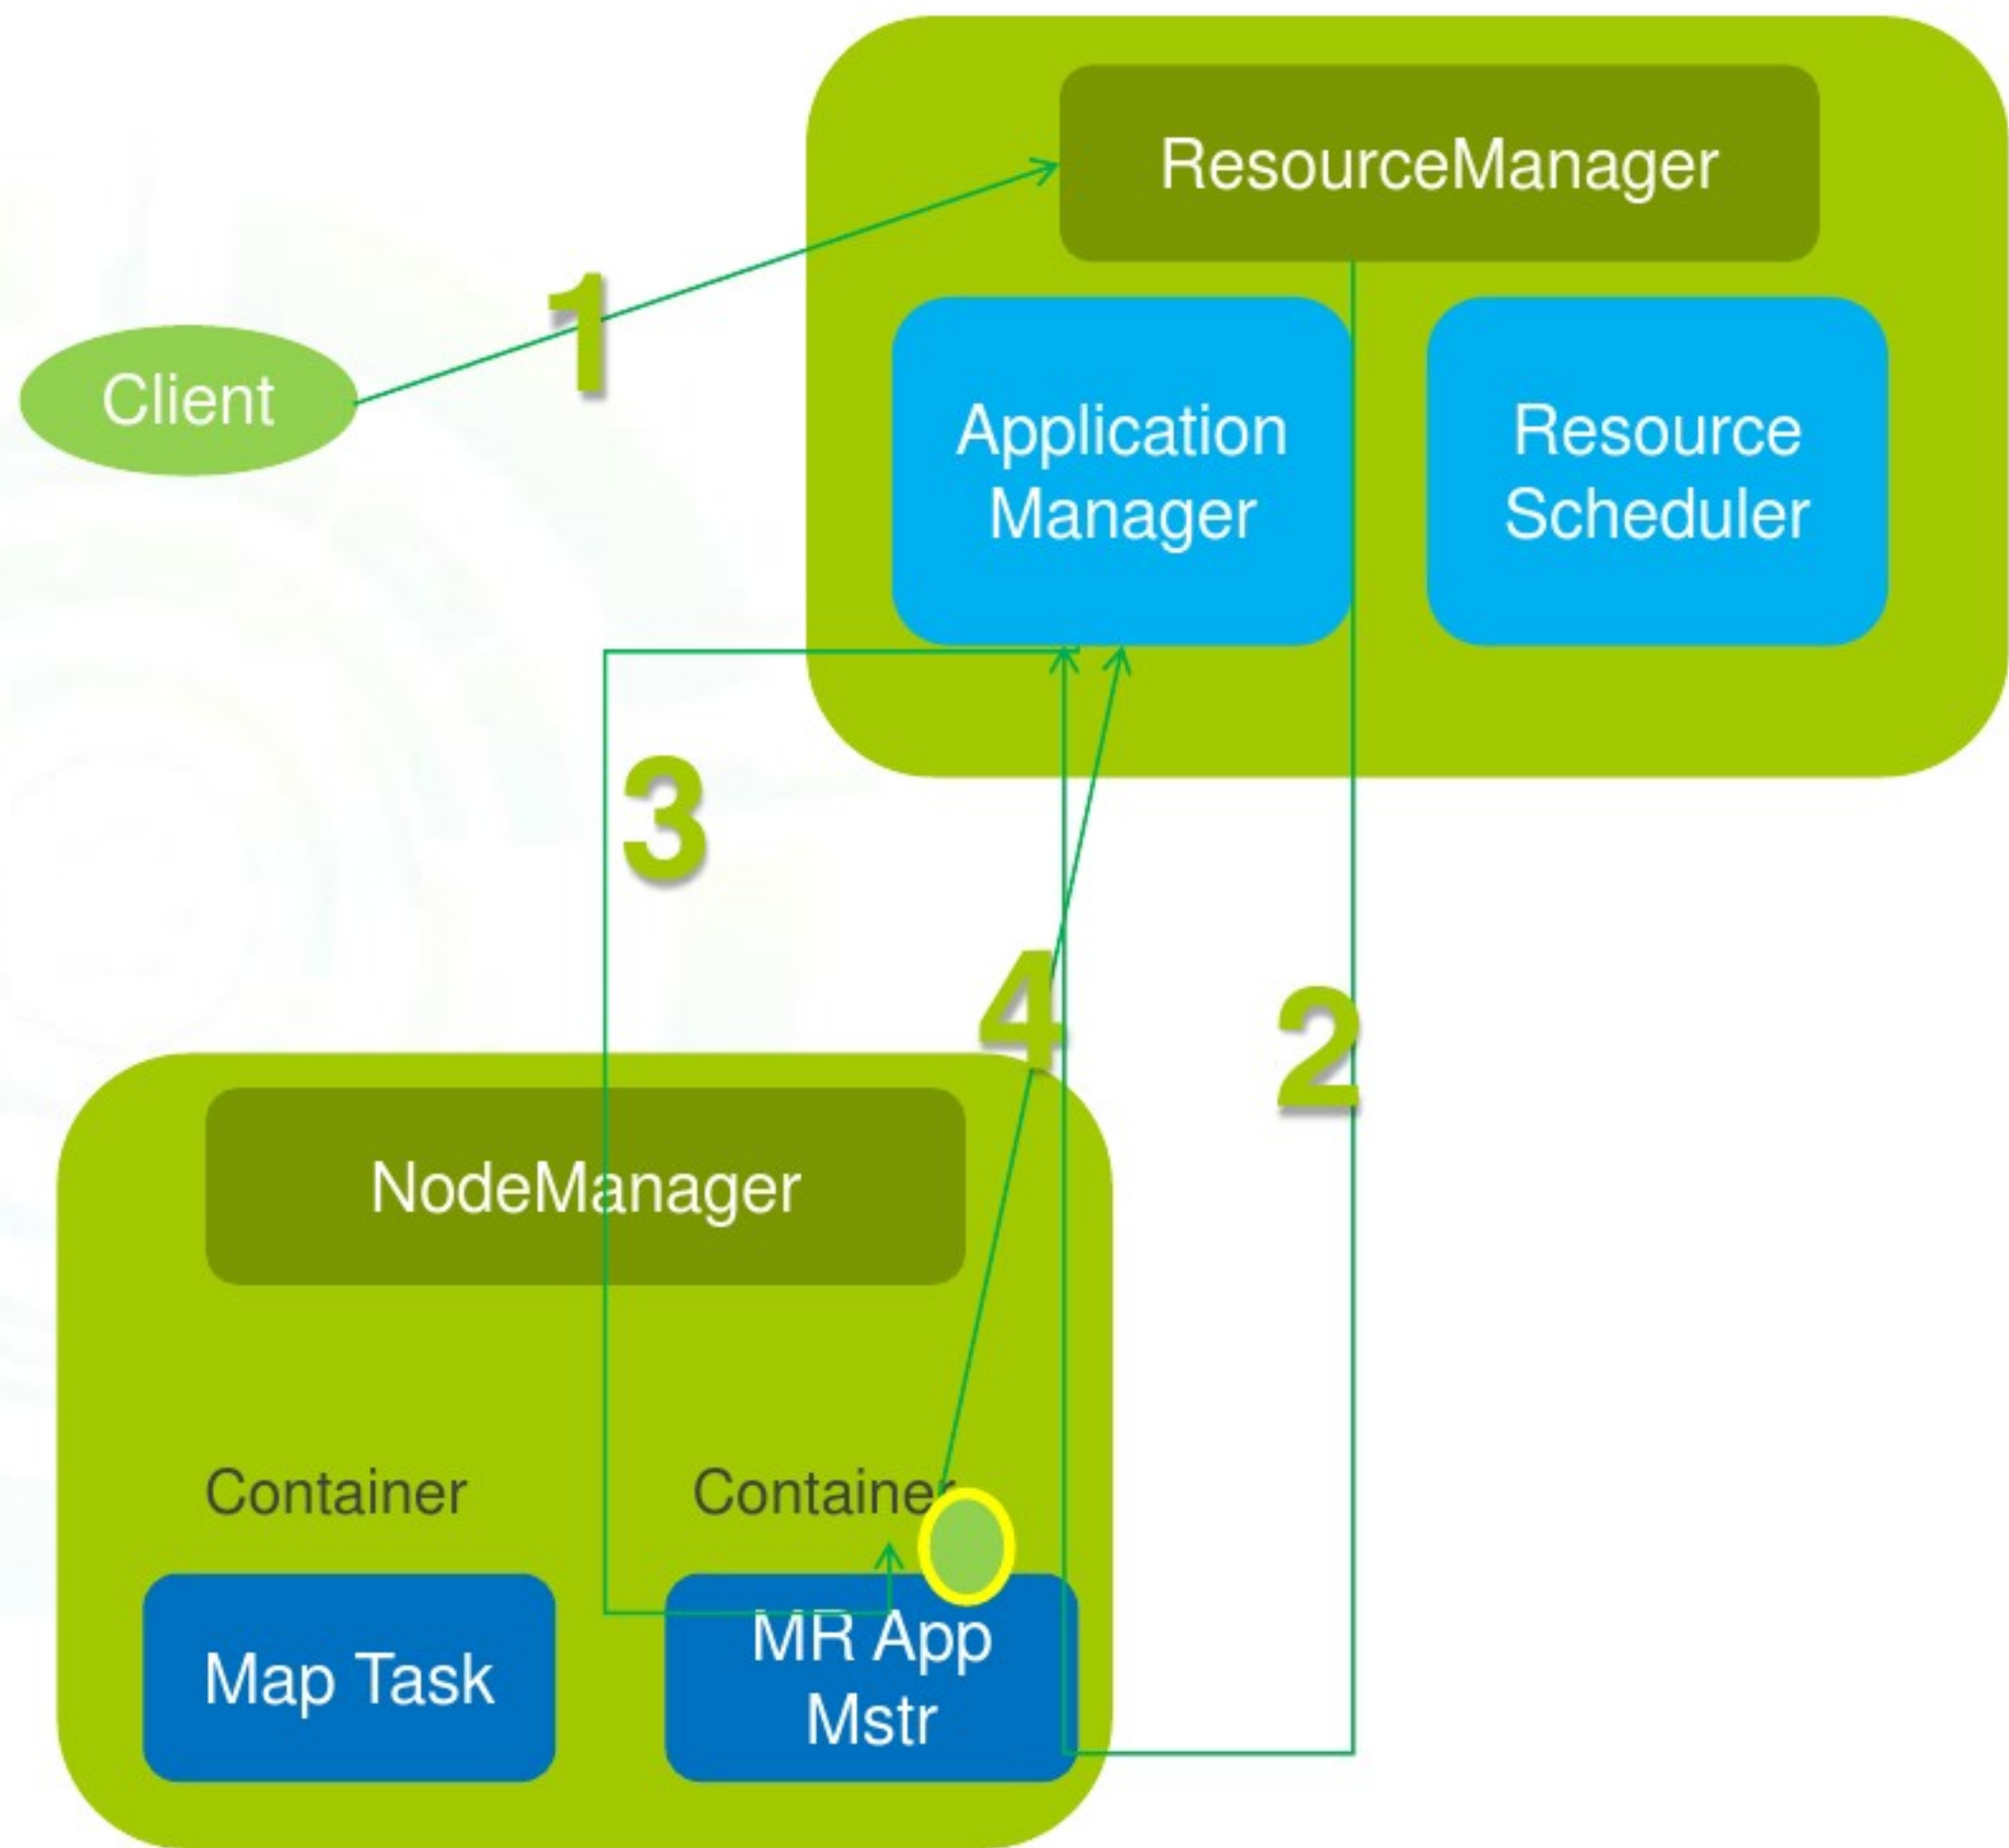 ResourceManager
1
Client
Application
Manager
Resource
Scheduler
3
4
2
NodeManager
Container
Container
Map Task
MR App
Mstr